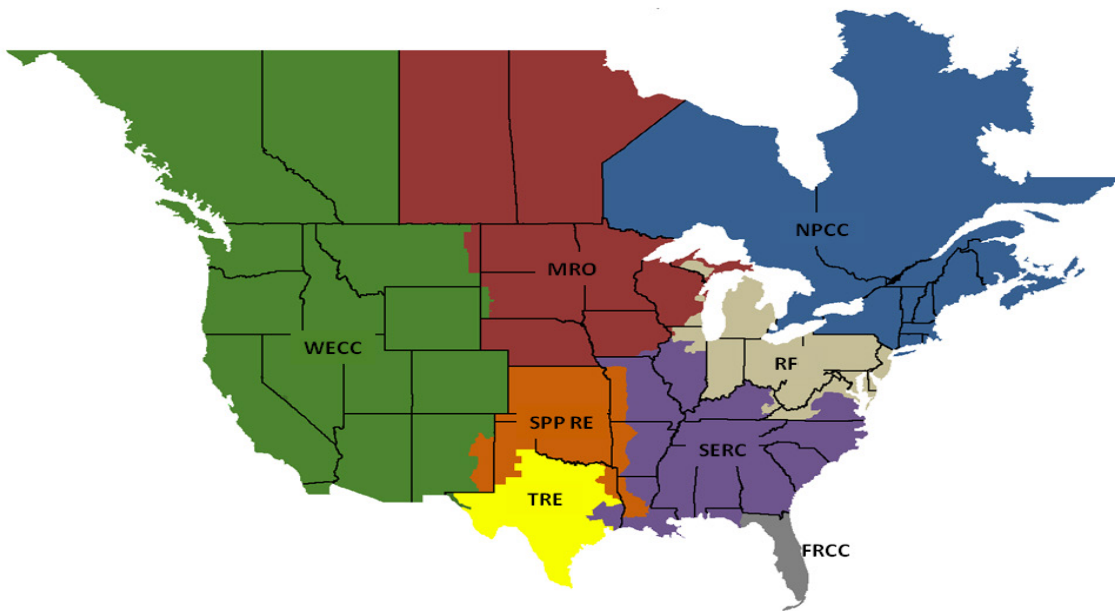 NPCC
MRO
WECC
RF
SPP RE
SERC
TRE
FRCC